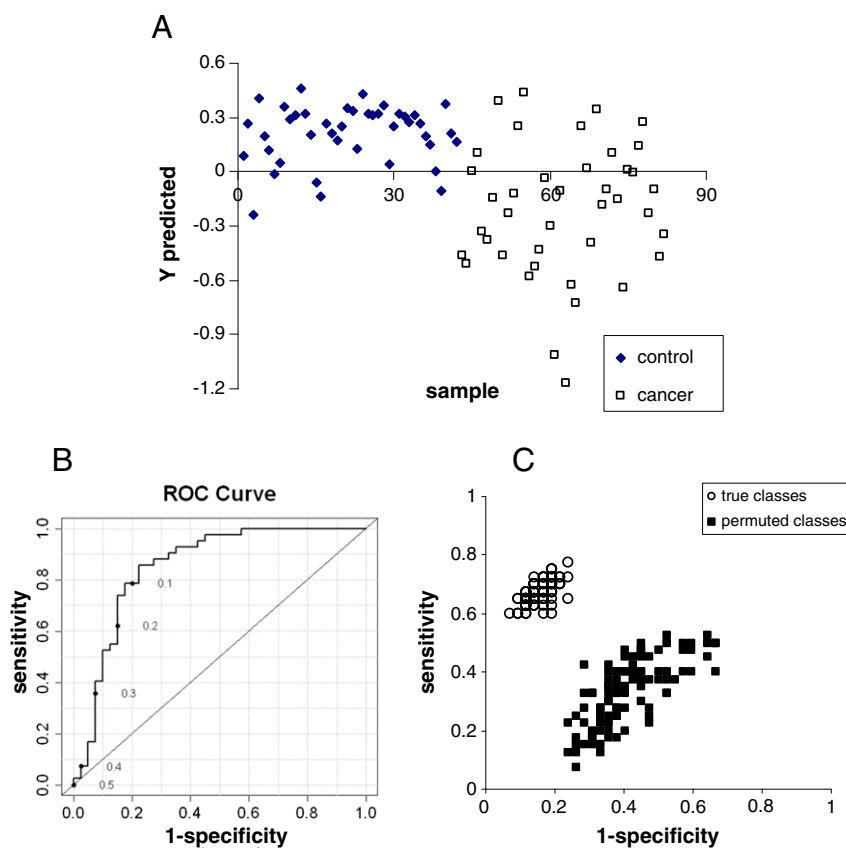 A
0.6
0.3
0
-0.3
-0.6
-0.9
-1.2
0 30 60 90
Y predicted
sample
control
cancer
B
ROC Curve
1.0
0.8
0.6
0.4
0.2
0.0
0.1
0.2
0.3
0.4
0.5
0.0 0.2 0.4 0.6 0.8 1.0
sensitivity
1-specificity
C
true classes
permuted classes
1
0.8
0.6
0.4
0.2
0
0 0.2 0.4 0.6 0.8 1
sensitivity
1-specificity